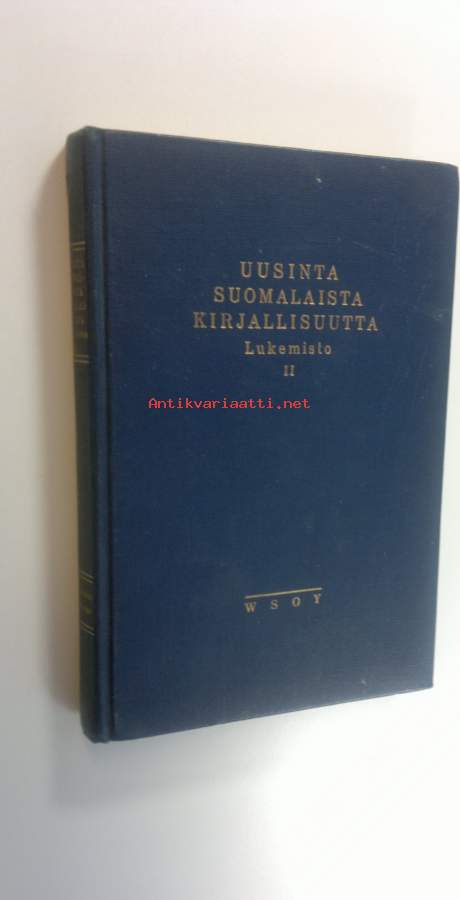 UUSINTA
SUOMALAISTA
KIRJALLISUUTTA
Lukemisto
II
Antikvariaatti.net
WSOY